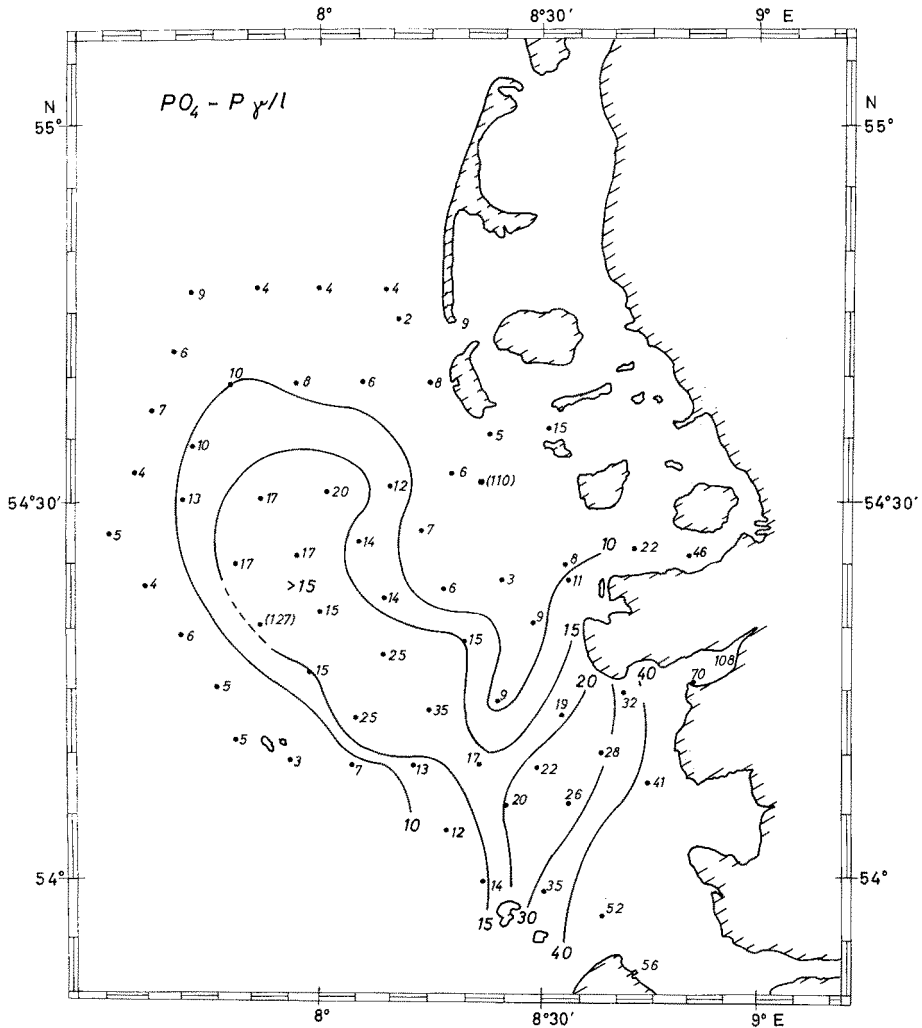 8° 8°30' 9° E
N N
PO₄ - P γ/l
55° 55°
9 4 4 4
2 9
6
10 8 6 8
7
5 15
10
4 6 (110)
13 17 20 12
7
5
14 22
17 17 10 46
8
4 >15 6 3 11
14
15
(127) 9
6 15 15
25 108
15 70
5 20 40
9 32
35 19
25
5 28
3 7 13 17 22
41
20 26
10
12
54° 54°
14 35
15 30 52
40
56
8° 8°30' 9° E
54°30' 54°30'